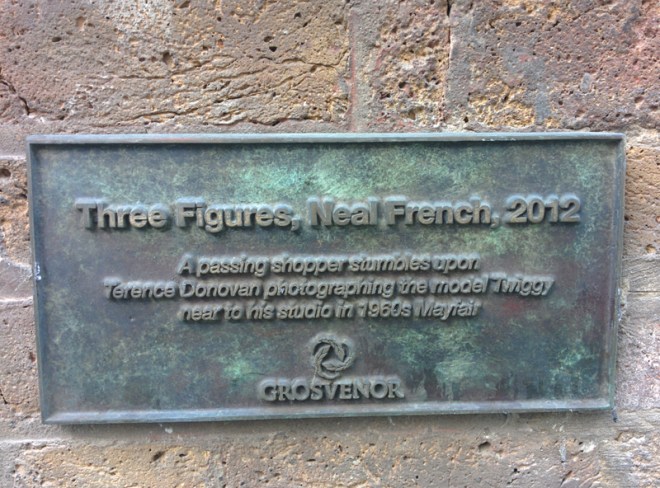 Three Figures, Neal French, 2012
A passing shopper stumbles upon
Terence Donovan photographing the model Twiggy
near to his studio in 1960s Mayfair
GROSVENOR